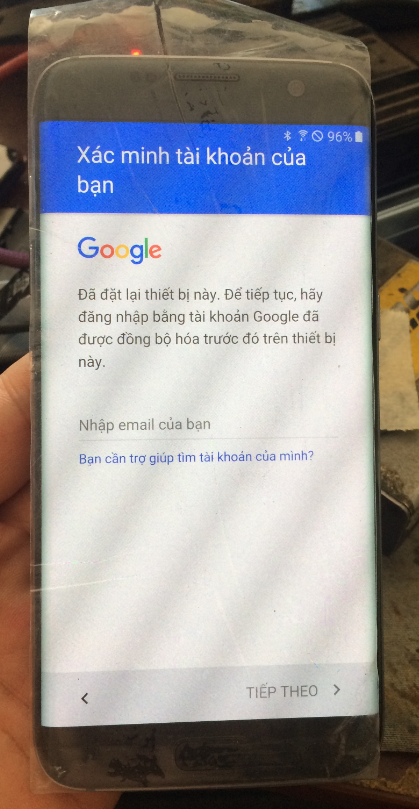 96%
Xác minh tài khoản của
bạn
Google
Đã đặt lại thiết bị này. Để tiếp tục, hãy
đăng nhập bằng tài khoản Google đã
được đồng bộ hóa trước đó trên thiết bị
này.
Nhập email của bạn
Bạn cần trợ giúp tìm tài khoản của mình?
TIẾP THEO